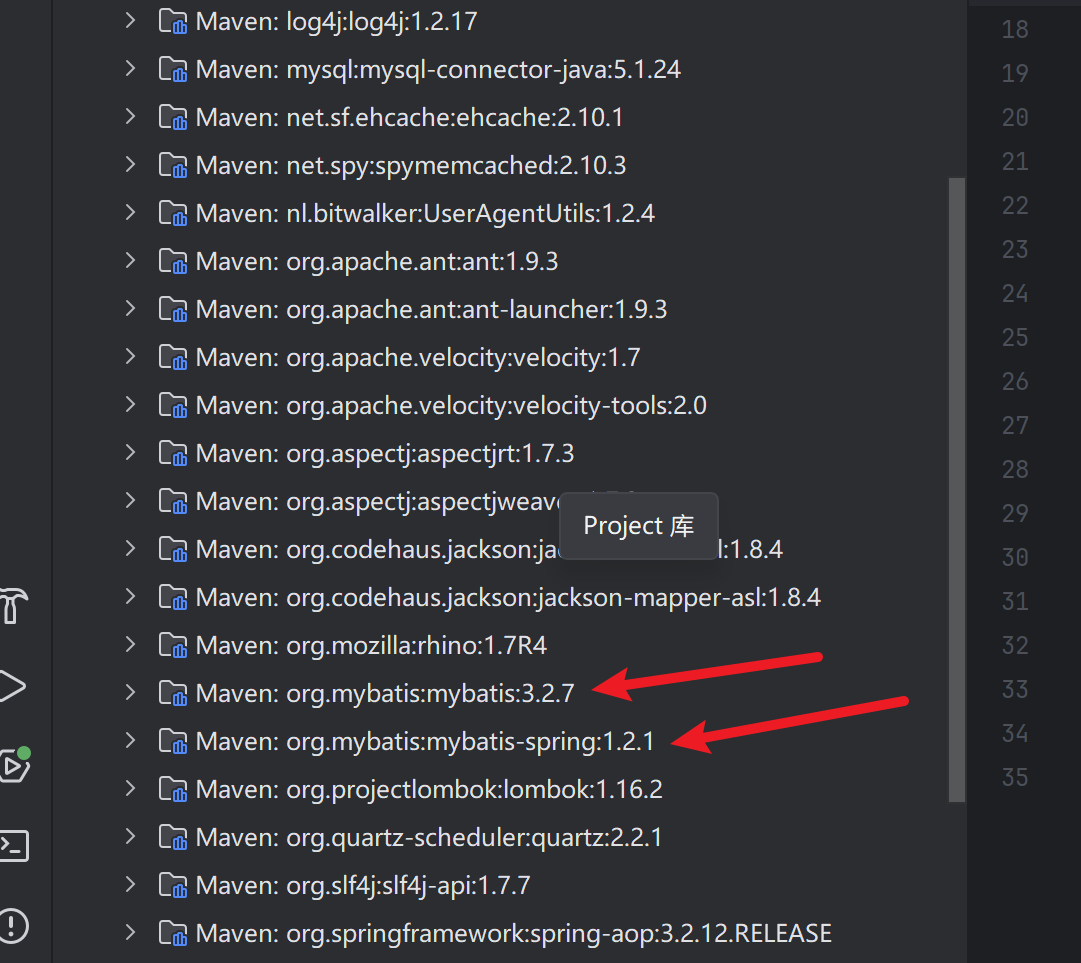 Maven: log4j:log4j:1.2.17
Maven: mysql:mysql-connector-java:5.1.24
Maven: net.sf.ehcache:ehcache:2.10.1
Maven: net.spy:spymemcached:2.10.3
Maven: nl.bitwalker:UserAgentUtils:1.2.4
Maven: org.apache.ant:ant:1.9.3
Maven: org.apache.ant:ant-launcher:1.9.3
Maven: org.apache.velocity:velocity:1.7
Maven: org.apache.velocity:velocity-tools:2.0
Maven: org.aspectj:aspectjrt:1.7.3
Maven: org.aspectj:aspectjweave
Project 库
Maven: org.codehaus.jackson:ja l:1.8.4
Maven: org.codehaus.jackson:jackson-mapper-asl:1.8.4
Maven: org.mozilla:rhino:1.7R4
Maven: org.mybatis:mybatis:3.2.7
Maven: org.mybatis:mybatis-spring:1.2.1
Maven: org.projectlombok:lombok:1.16.2
Maven: org.quartz-scheduler:quartz:2.2.1
Maven: org.slf4j:slf4j-api:1.7.7
Maven: org.springframework:spring-aop:3.2.12.RELEASE
18
19
20
21
22
23
24
25
26
27
28
29
30
31
32
33
34
35